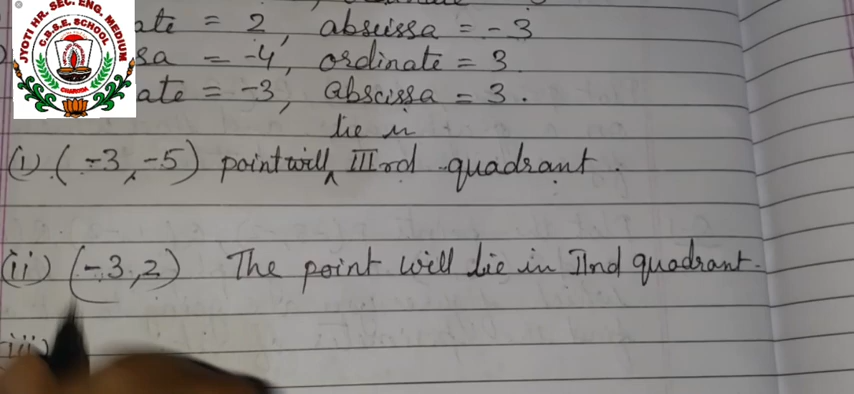 ate = 2, abscissa = -3
sa = -4, ordinate = 3
ate = -3, abscissa = 3.
lie in
(i) (-3, -5) point will ^ IIIrd quadrant.
(ii) (-3, 2) The point will lie in IInd quadrant.
iii)
JYOTI HR. SEC. ENG. MEDIUM
C.B.S.E. SCHOOL